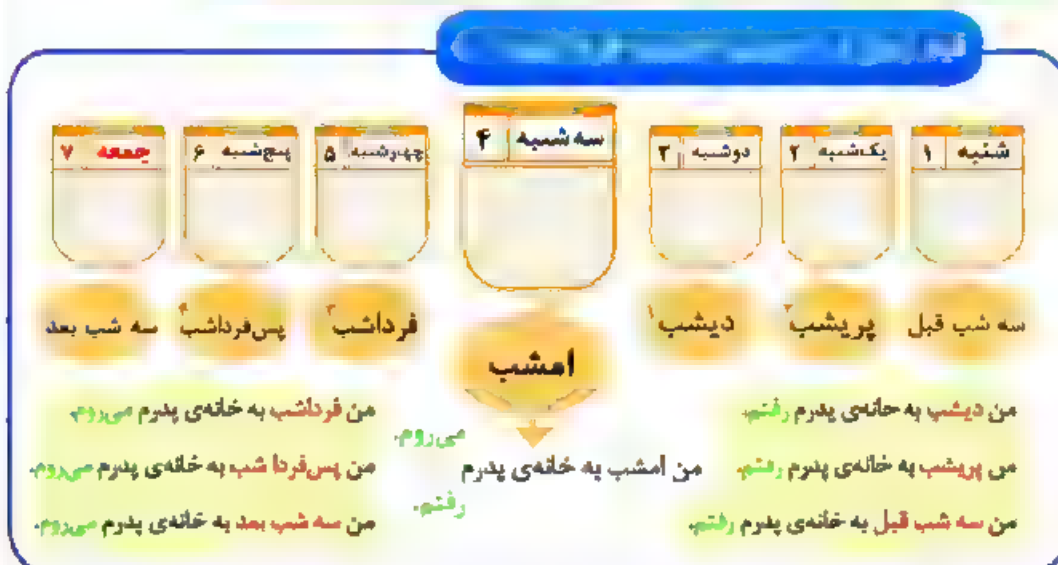 شنبه ۱
یک‌شنبه ۲
دوشنبه ۳
سه شنبه ۴
چهارشنبه ۵
پنج‌شنبه ۶
جمعه ۷
سه شب قبل
پریشب ۲
دیشب ۱
امشب
فرداشب ۳
پس‌فرداشب ۴
سه شب بعد
من دیشب به خانه‌ی پدرم رفتم.
من پریشب به خانه‌ی پدرم رفتم.
من سه شب قبل به خانه‌ی پدرم رفتم.
من امشب به خانه‌ی پدرم
می‌روم.
رفتم.
من فرداشب به خانه‌ی پدرم می‌روم.
من پس‌فردا شب به خانه‌ی پدرم می‌روم.
من سه شب بعد به خانه‌ی پدرم می‌روم.